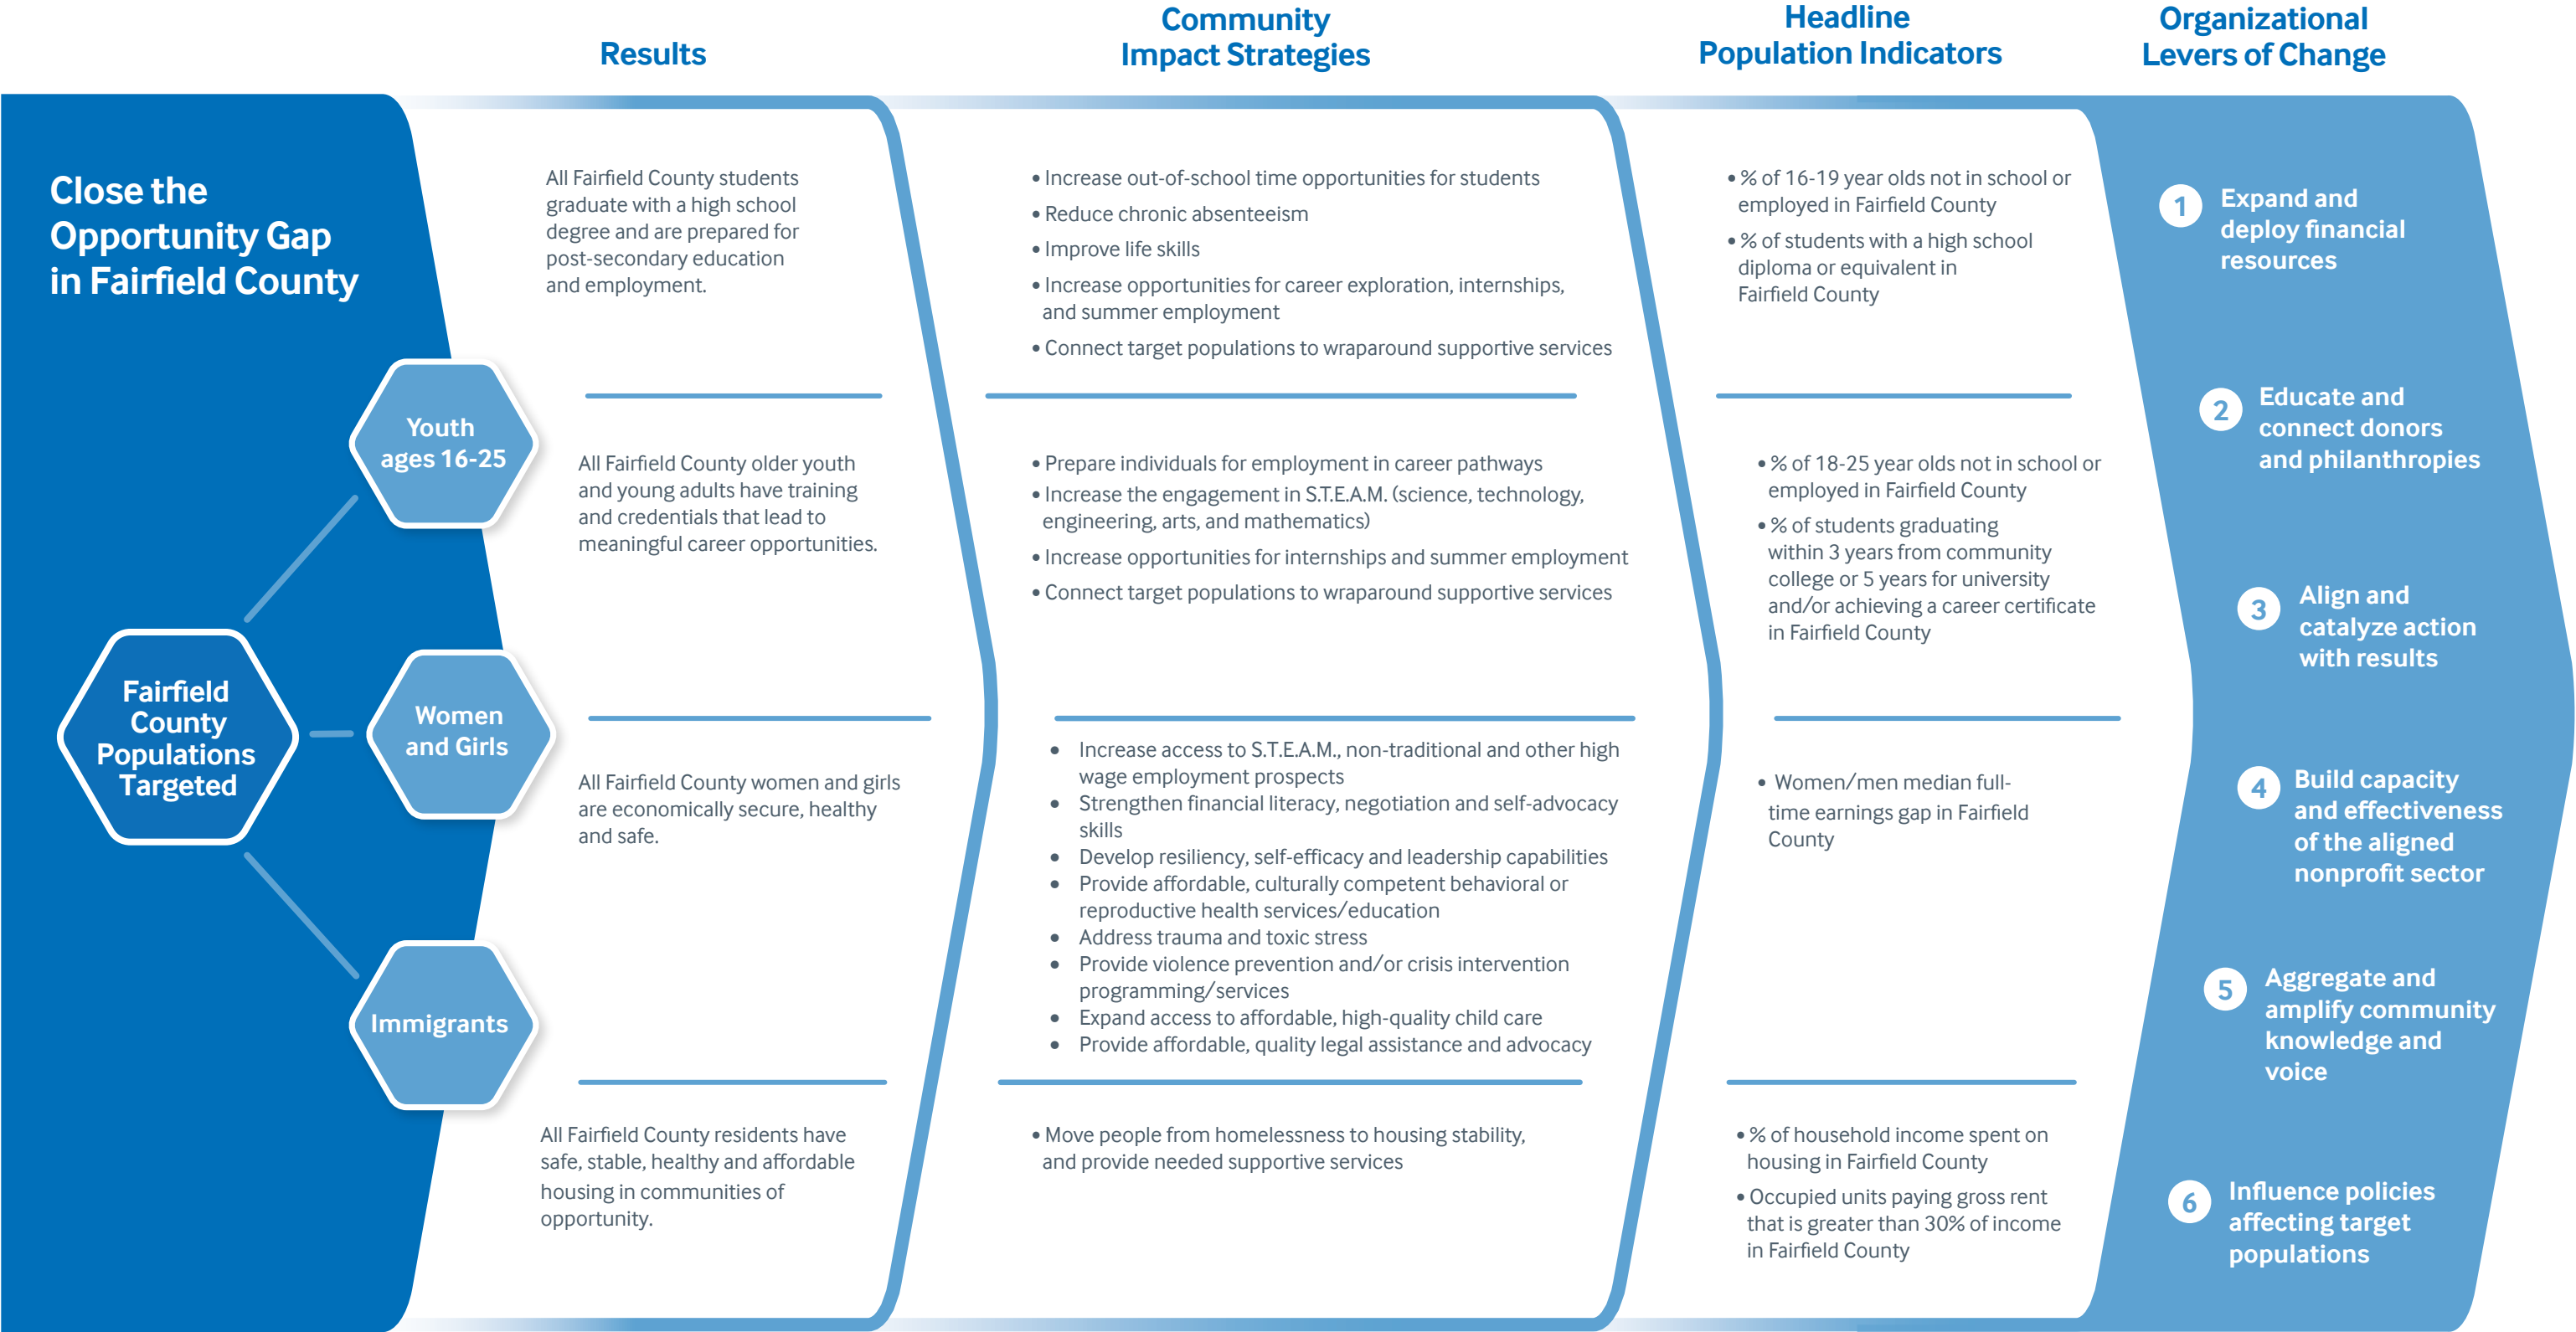 Results
Community
Impact Strategies
Headline
Population Indicators
Organizational
Levers of Change
Close the
Opportunity Gap
in Fairfield County
Fairfield
County
Populations
Targeted
Youth
ages 16-25
Women
and Girls
Immigrants
All Fairfield County students
graduate with a high school
degree and are prepared for
post-secondary education
and employment.
• Increase out-of-school time opportunities for students
• Reduce chronic absenteeism
• Improve life skills
• Increase opportunities for career exploration, internships,
and summer employment
• Connect target populations to wraparound supportive services
• % of 16-19 year olds not in school or
employed in Fairfield County
• % of students with a high school
diploma or equivalent in
Fairfield County
All Fairfield County older youth
and young adults have training
and credentials that lead to
meaningful career opportunities.
• Prepare individuals for employment in career pathways
• Increase the engagement in S.T.E.A.M. (science, technology,
engineering, arts, and mathematics)
• Increase opportunities for internships and summer employment
• Connect target populations to wraparound supportive services
• % of 18-25 year olds not in school or
employed in Fairfield County
• % of students graduating
within 3 years from community
college or 5 years for university
and/or achieving a career certificate
in Fairfield County
All Fairfield County women and girls
are economically secure, healthy
and safe.
• Increase access to S.T.E.A.M., non-traditional and other high
wage employment prospects
• Strengthen financial literacy, negotiation and self-advocacy
skills
• Develop resiliency, self-efficacy and leadership capabilities
• Provide affordable, culturally competent behavioral or
reproductive health services/education
• Address trauma and toxic stress
• Provide violence prevention and/or crisis intervention
programming/services
• Expand access to affordable, high-quality child care
• Provide affordable, quality legal assistance and advocacy
• Women/men median full-
time earnings gap in Fairfield
County
All Fairfield County residents have
safe, stable, healthy and affordable
housing in communities of
opportunity.
• Move people from homelessness to housing stability,
and provide needed supportive services
• % of household income spent on
housing in Fairfield County
• Occupied units paying gross rent
that is greater than 30% of income
in Fairfield County
1 Expand and
deploy financial
resources
2 Educate and
connect donors
and philanthropies
3 Align and
catalyze action
with results
4 Build capacity
and effectiveness
of the aligned
nonprofit sector
5 Aggregate and
amplify community
knowledge and
voice
6 Influence policies
affecting target
populations